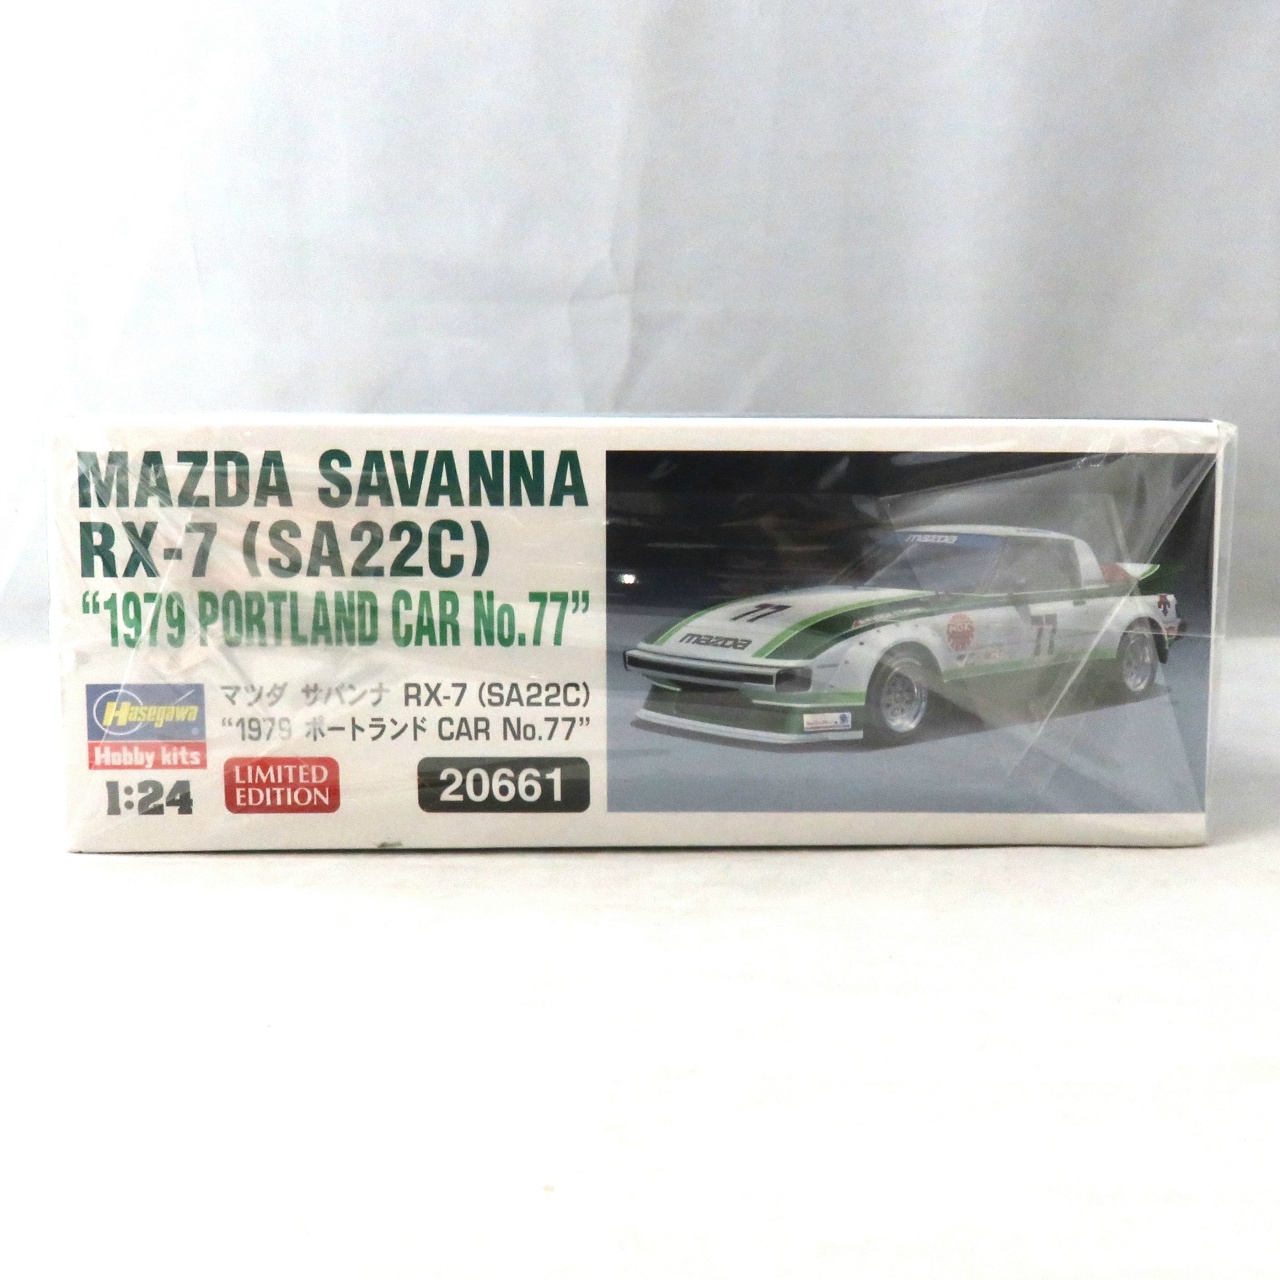 MAZDA SAVANNA
RX-7 (SA22C)
“1979 PORTLAND CAR No.77”
Hasegawa
Hobby kits
マツダ サバンナ RX-7 (SA22C)
“1979 ポートランド CAR No.77”
1:24
LIMITED
EDITION
20661
mazda
77
mazda
77